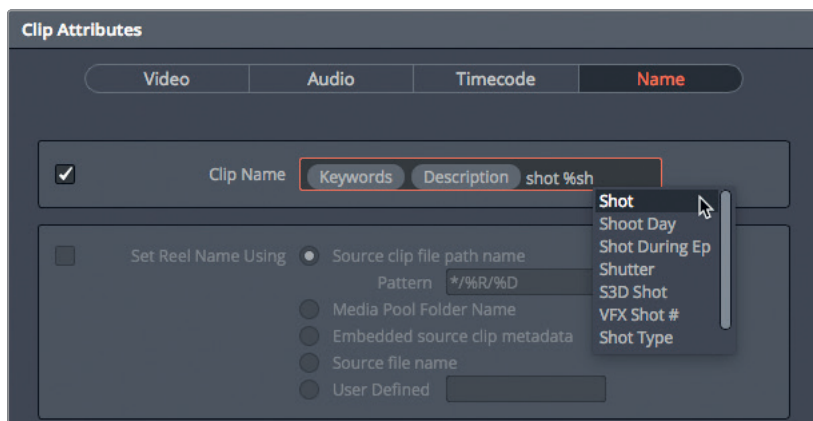 Clip Attributes
Video Audio Timecode Name
Clip Name Keywords Description shot %sh
Shot
Shoot Day
Shot During Ep
Shutter
S3D Shot
VFX Shot #
Shot Type
Set Reel Name Using Source clip file path name
Pattern */%R/%D
Media Pool Folder Name
Embedded source clip metadata
Source file name
User Defined